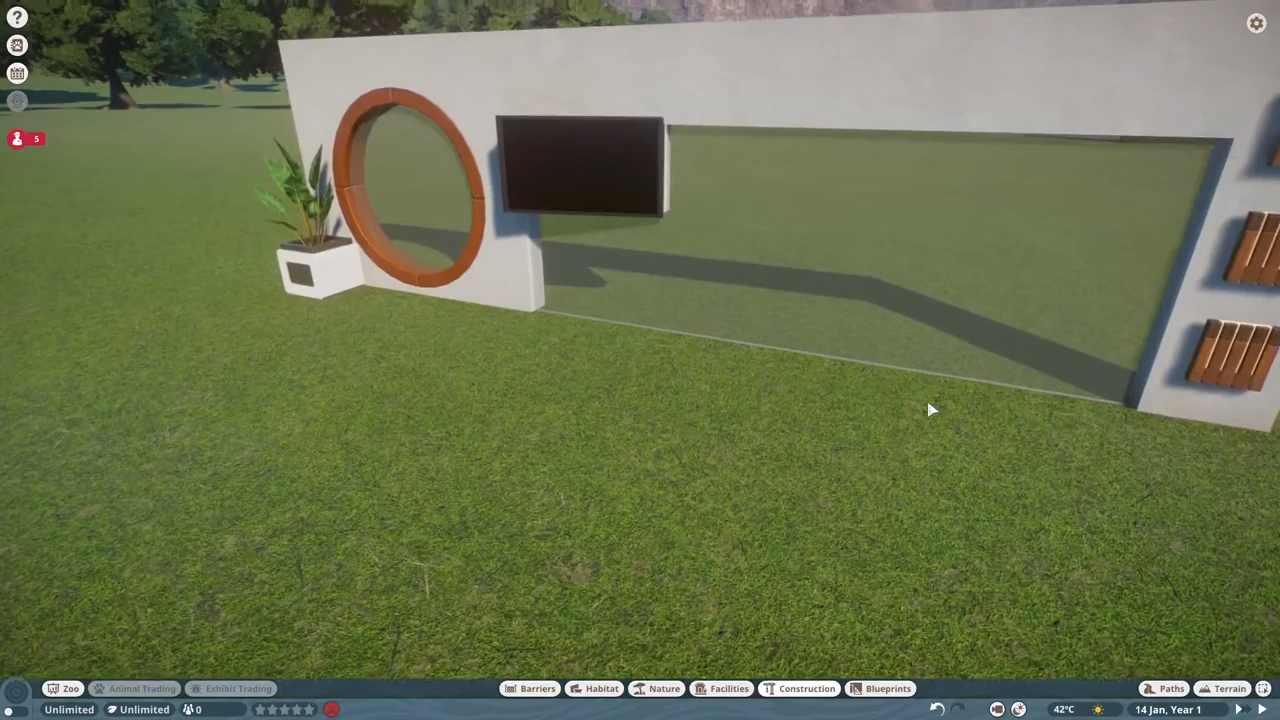 ?
5
Zoo
Animal Trading
Exhibit Trading
Barriers
Habitat
Nature
Facilities
Construction
Blueprints
Paths
Terrain
Unlimited
Unlimited
0
42°C
14 Jan, Year 1